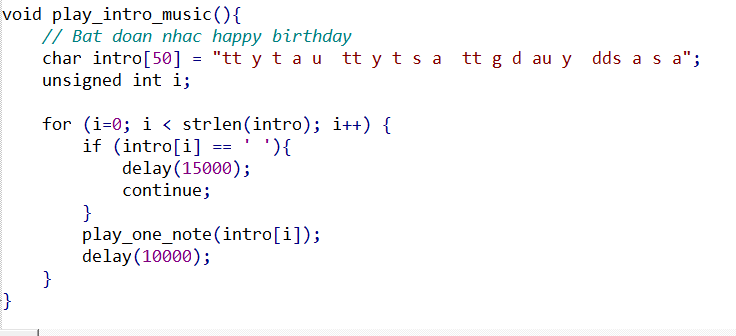 void play_intro_music(){
    // Bat doan nhac happy birthday
    char intro[50] = "tt y t a u  tt y t s a  tt g d au y  dds a s a";
    unsigned int i;

    for (i=0; i < strlen(intro); i++) {
        if (intro[i] == ' '){
            delay(15000);
            continue;
        }
        play_one_note(intro[i]);
        delay(10000);
    }
}